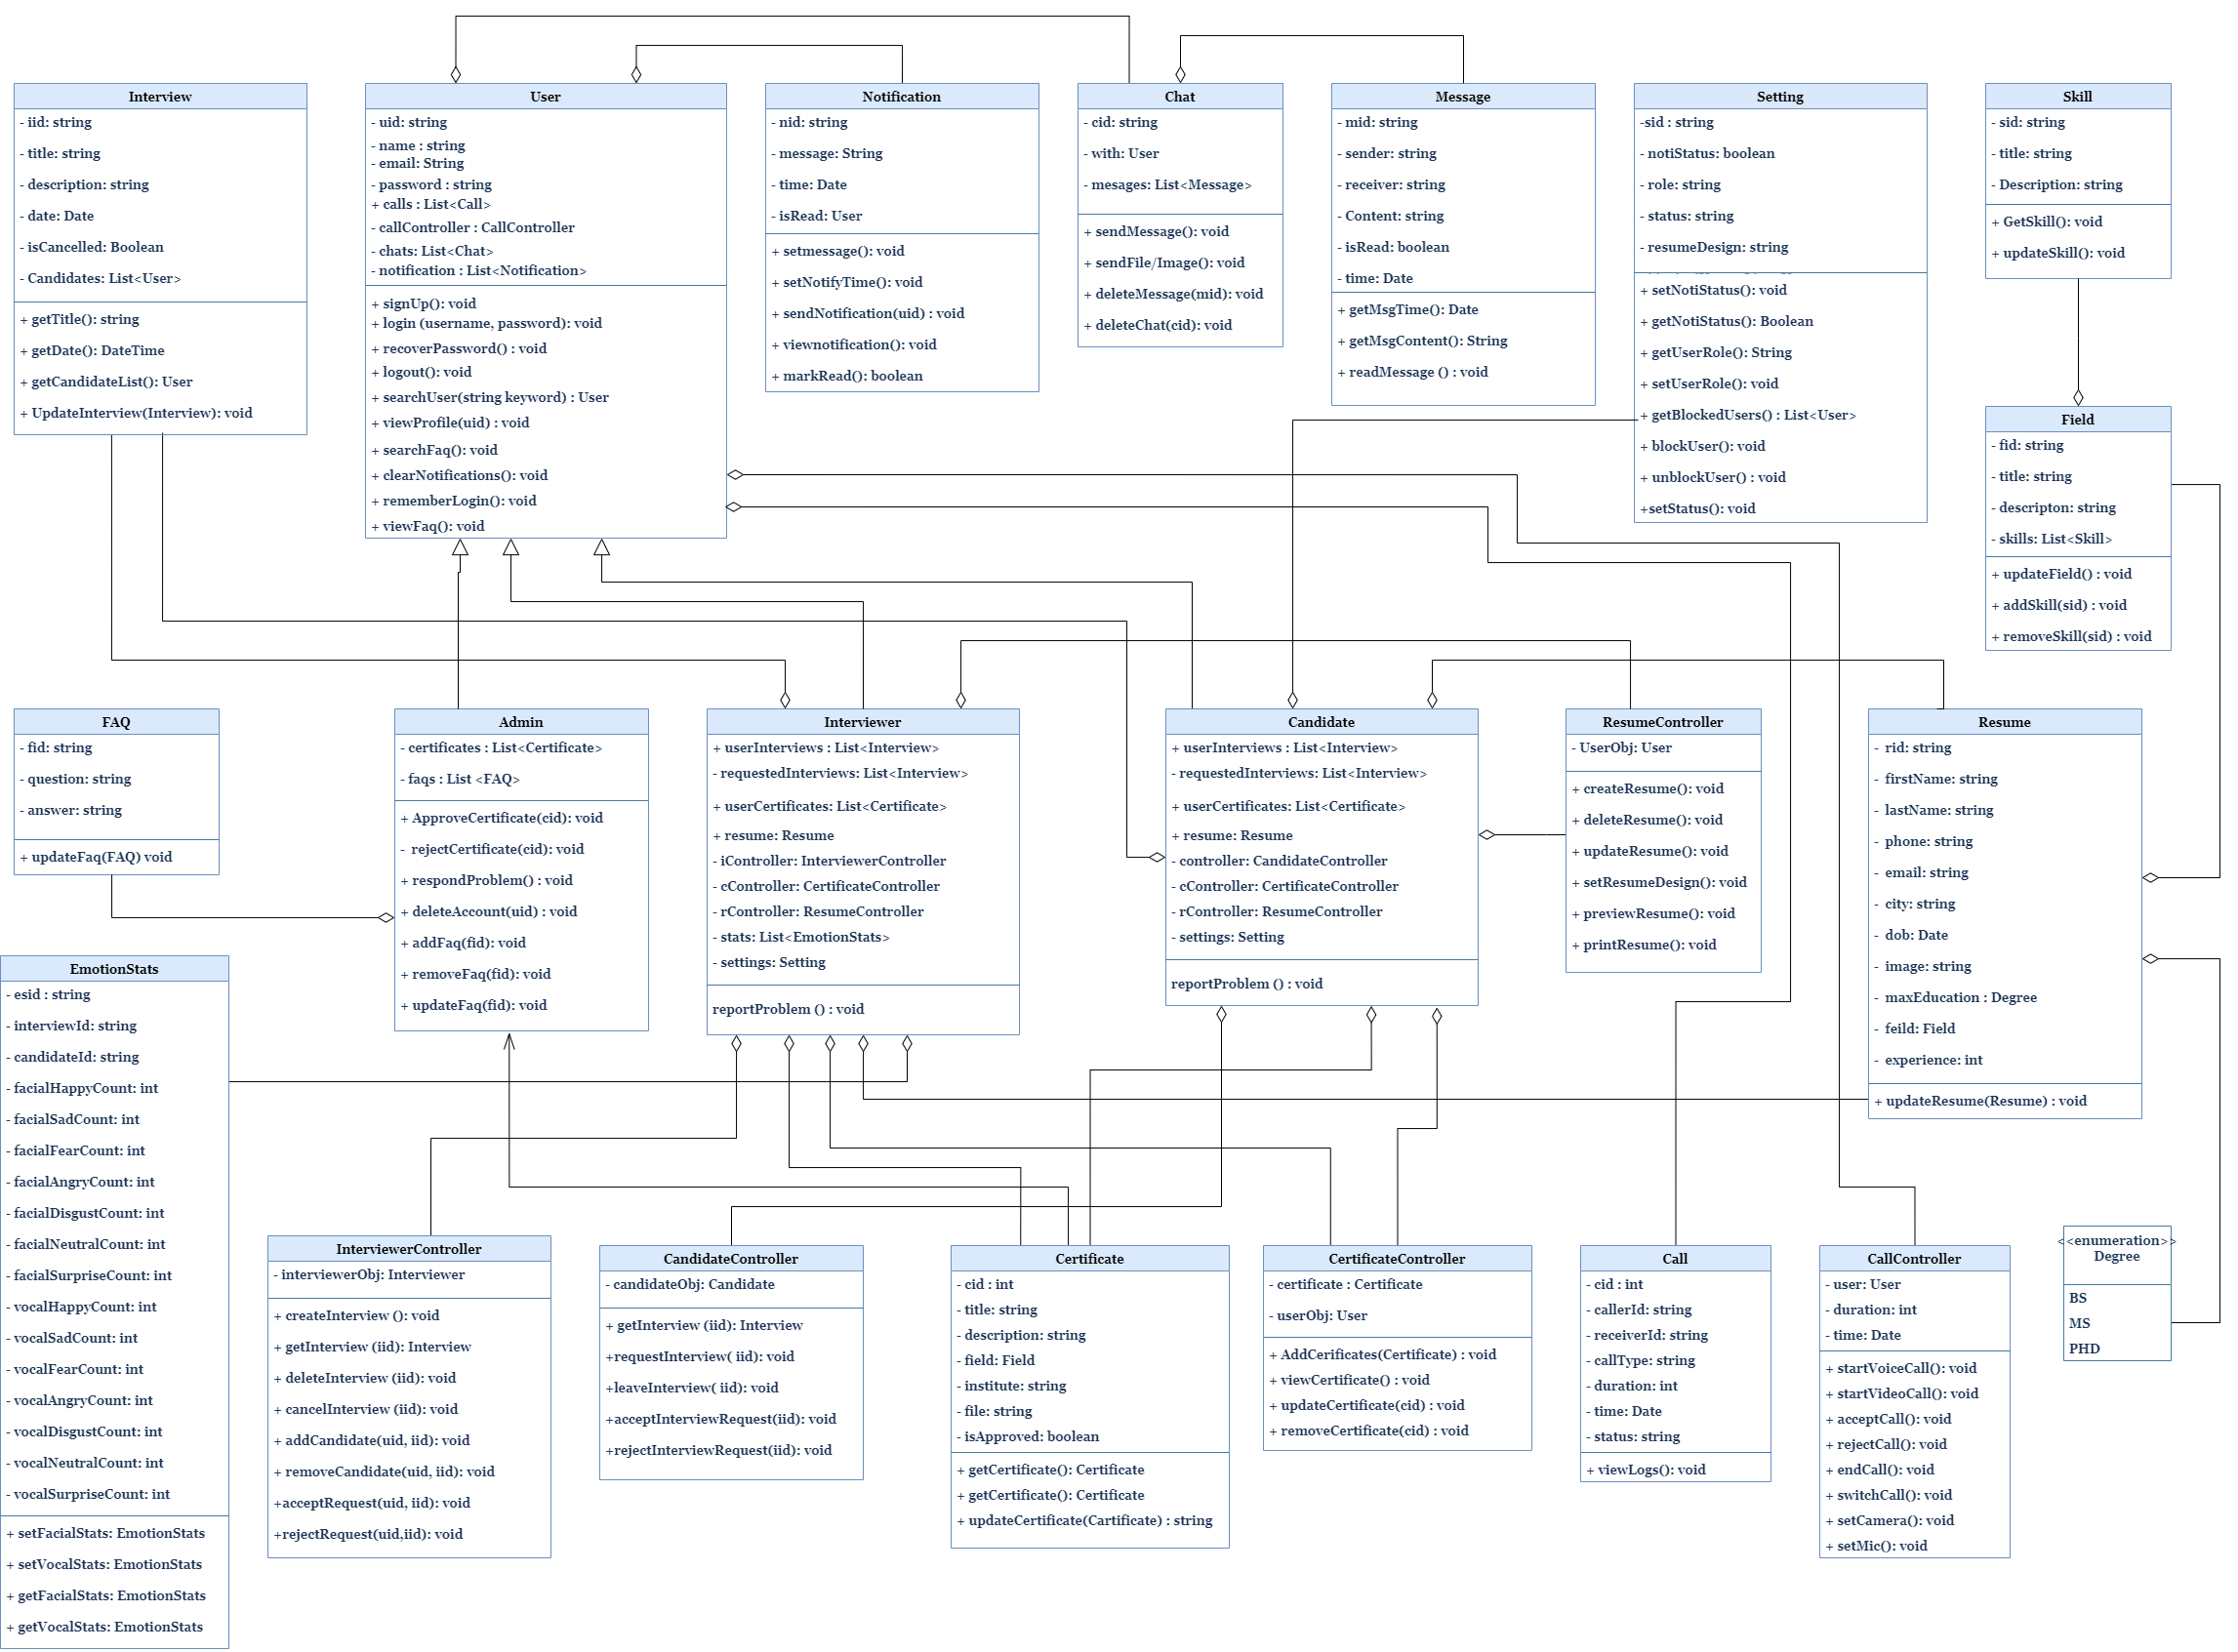 Interview
- iid: string
- title: string
- description: string
- date: Date
- isCancelled: Boolean
- Candidates: List<User>
+ getTitle(): string
+ getDate(): DateTime
+ getCandidateList(): User
+ UpdateInterview(Interview): void
User
- uid: string
- name : string
- email: String
- password : string
+ calls : List<Call>
- callController : CallController
- chats: List<Chat>
- notification : List<Notification>
+ signUp(): void
+ login (username, password): void
+ recoverPassword() : void
+ logout(): void
+ searchUser(string keyword) : User
+ viewProfile(uid) : void
+ searchFaq(): void
+ clearNotifications(): void
+ rememberLogin(): void
+ viewFaq(): void
Notification
- nid: string
- message: String
- time: Date
- isRead: User
+ setmessage(): void
+ setNotifyTime(): void
+ sendNotification(uid) : void
+ viewnotification(): void
+ markRead(): boolean
Chat
- cid: string
- with: User
- mesages: List<Message>
+ sendMessage(): void
+ sendFile/Image(): void
+ deleteMessage(mid): void
+ deleteChat(cid): void
Message
- mid: string
- sender: string
- receiver: string
- Content: string
- isRead: boolean
- time: Date
+ getMsgTime(): Date
+ getMsgContent(): String
+ readMessage () : void
Setting
-sid : string
- notiStatus: boolean
- role: string
- status: string
- resumeDesign: string
+ setNotiStatus(): void
+ getNotiStatus(): Boolean
+ getUserRole(): String
+ setUserRole(): void
+ getBlockedUsers() : List<User>
+ blockUser(): void
+ unblockUser() : void
+setStatus(): void
Skill
- sid: string
- title: string
- Description: string
+ GetSkill(): void
+ updateSkill(): void
Field
- fid: string
- title: string
- descripton: string
- skills: List<Skill>
+ updateField() : void
+ addSkill(sid) : void
+ removeSkill(sid) : void
FAQ
- fid: string
- question: string
- answer: string
+ updateFaq(FAQ) void
Admin
- certificates : List<Certificate>
- faqs : List <FAQ>
+ ApproveCertificate(cid): void
- rejectCertificate(cid): void
+ respondProblem() : void
+ deleteAccount(uid) : void
+ addFaq(fid): void
+ removeFaq(fid): void
+ updateFaq(fid): void
Interviewer
+ userInterviews : List<Interview>
- requestedInterviews: List<Interview>
+ userCertificates: List<Certificate>
+ resume: Resume
- iController: InterviewerController
- cController: CertificateController
- rController: ResumeController
- stats: List<EmotionStats>
- settings: Setting
reportProblem () : void
Candidate
+ userInterviews : List<Interview>
- requestedInterviews: List<Interview>
+ userCertificates: List<Certificate>
+ resume: Resume
- controller: CandidateController
- cController: CertificateController
- rController: ResumeController
- settings: Setting
reportProblem () : void
ResumeController
- UserObj: User
+ createResume(): void
+ deleteResume(): void
+ updateResume(): void
+ setResumeDesign(): void
+ previewResume(): void
+ printResume(): void
Resume
- rid: string
- firstName: string
- lastName: string
- phone: string
- email: string
- city: string
- dob: Date
- image: string
- maxEducation : Degree
- feild: Field
- experience: int
+ updateResume(Resume) : void
EmotionStats
- esid : string
- interviewId: string
- candidateId: string
- facialHappyCount: int
- facialSadCount: int
- facialFearCount: int
- facialAngryCount: int
- facialDisgustCount: int
- facialNeutralCount: int
- facialSurpriseCount: int
- vocalHappyCount: int
- vocalSadCount: int
- vocalFearCount: int
- vocalAngryCount: int
- vocalDisgustCount: int
- vocalNeutralCount: int
- vocalSurpriseCount: int
+ setFacialStats: EmotionStats
+ setVocalStats: EmotionStats
+ getFacialStats: EmotionStats
+ getVocalStats: EmotionStats
InterviewerController
- interviewerObj: Interviewer
+ createInterview (): void
+ getInterview (iid): Interview
+ deleteInterview (iid): void
+ cancelInterview (iid): void
+ addCandidate(uid, iid): void
+ removeCandidate(uid, iid): void
+acceptRequest(uid, iid): void
+rejectRequest(uid,iid): void
CandidateController
- candidateObj: Candidate
+ getInterview (iid): Interview
+requestInterview( iid): void
+leaveInterview( iid): void
+acceptInterviewRequest(iid): void
+rejectInterviewRequest(iid): void
Certificate
- cid : int
- title: string
- description: string
- field: Field
- institute: string
- file: string
- isApproved: boolean
+ getCertificate(): Certificate
+ getCertificate(): Certificate
+ updateCertificate(Cartificate) : string
CertificateController
- certificate : Certificate
- userObj: User
+ AddCerificates(Certificate) : void
+ viewCertificate() : void
+ updateCertificate(cid) : void
+ removeCertificate(cid) : void
Call
- cid : int
- callerId: string
- receiverId: string
- callType: string
- duration: int
- time: Date
- status: string
+ viewLogs(): void
CallController
- user: User
- duration: int
- time: Date
+ startVoiceCall(): void
+ startVideoCall(): void
+ acceptCall(): void
+ rejectCall(): void
+ endCall(): void
+ switchCall(): void
+ setCamera(): void
+ setMic(): void
<<enumeration>>
Degree
BS
MS
PHD